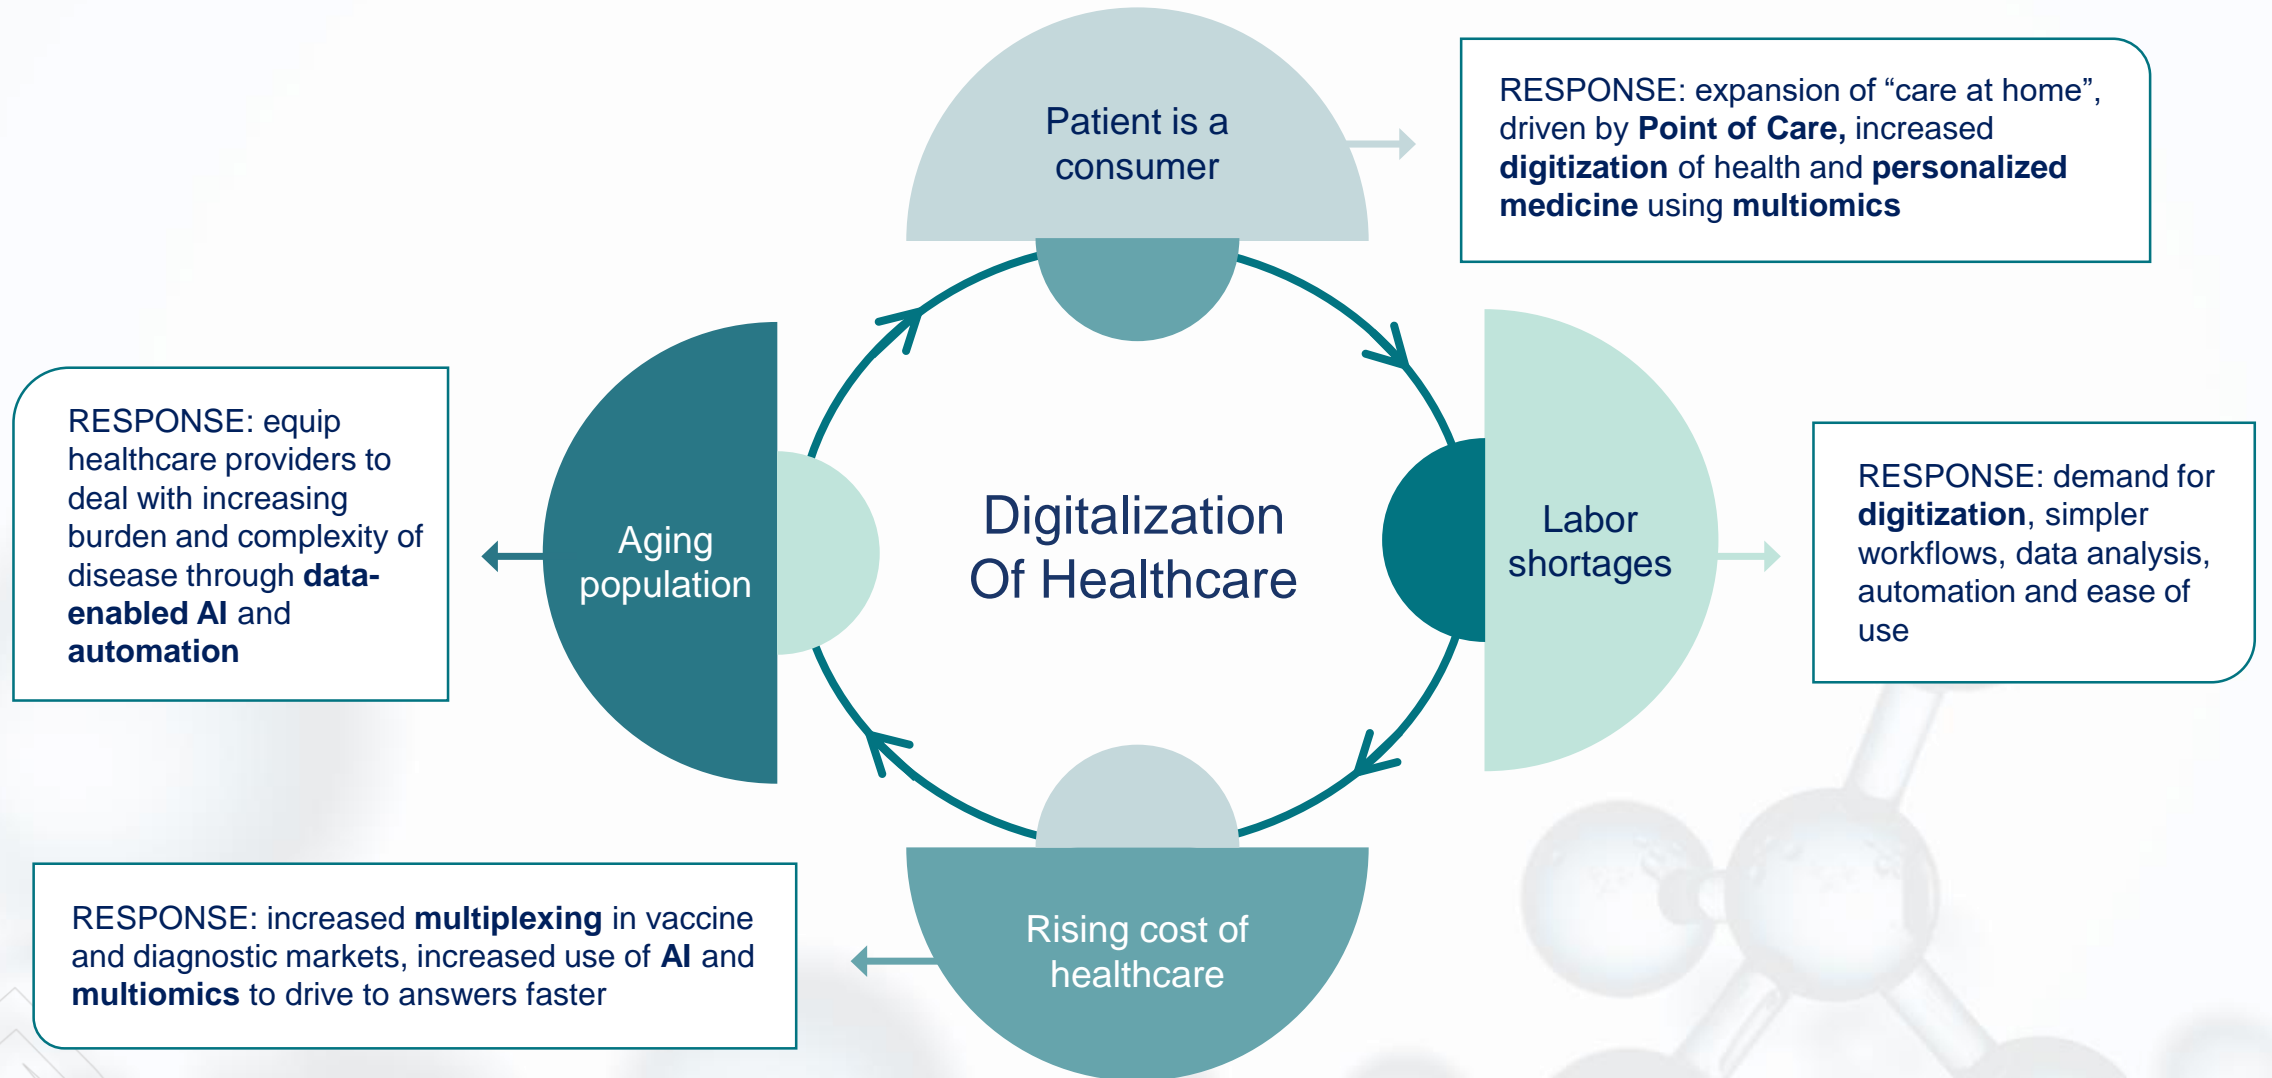 Patient is a
consumer
RESPONSE: expansion of “care at home”,
driven by Point of Care, increased
digitization of health and personalized
medicine using multiomics
RESPONSE: equip
healthcare providers to
deal with increasing
burden and complexity of
disease through data-
enabled AI and
automation
Aging
population
Digitalization
Of Healthcare
Labor
shortages
RESPONSE: demand for
digitization, simpler
workflows, data analysis,
automation and ease of
use
RESPONSE: increased multiplexing in vaccine
and diagnostic markets, increased use of AI and
multiomics to drive to answers faster
Rising cost of
healthcare